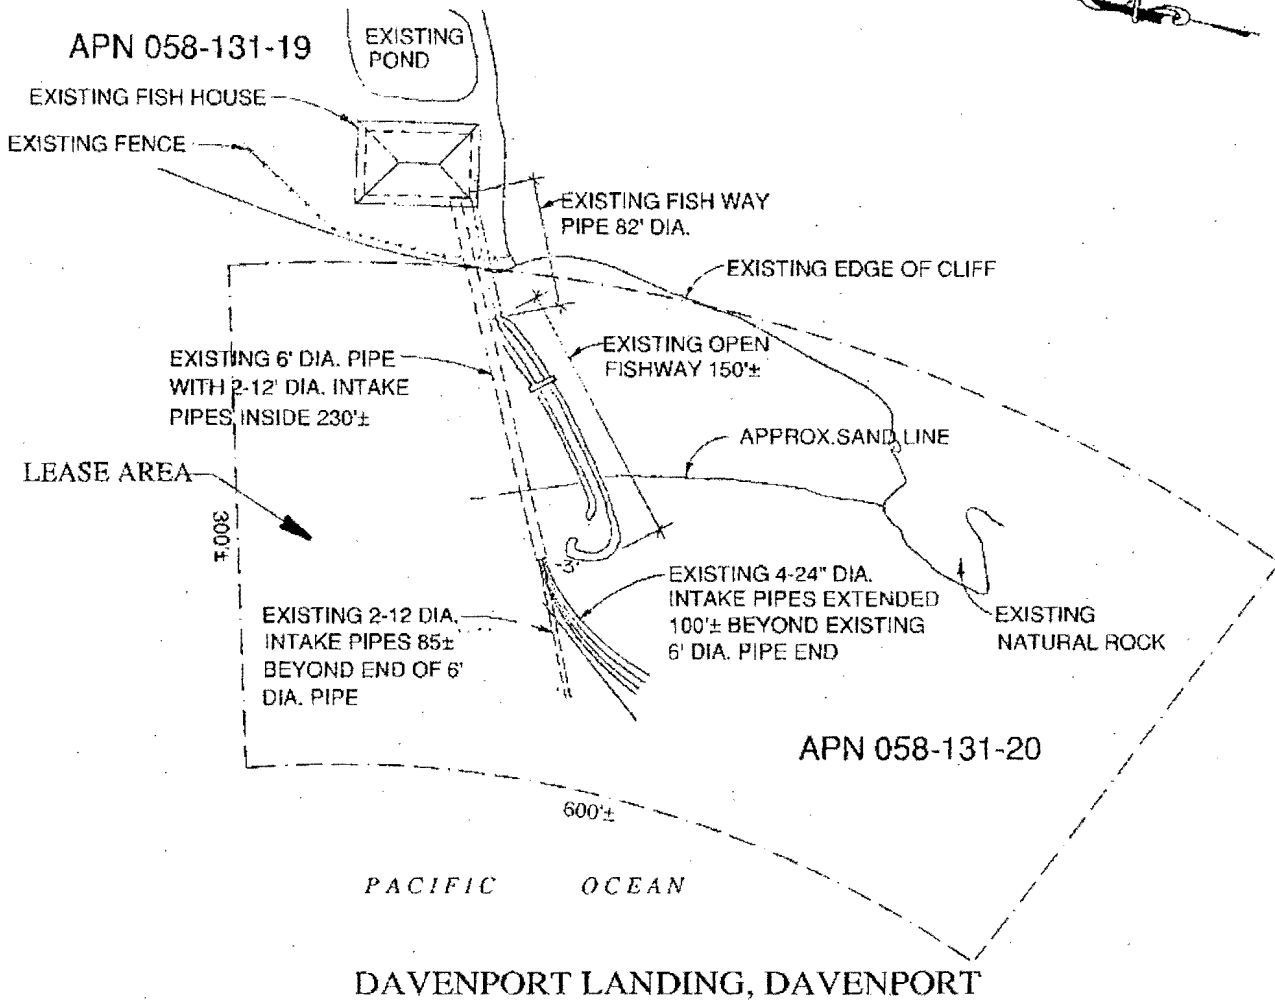 APN 058-131-19
EXISTING
POND
EXISTING FISH HOUSE
EXISTING FENCE
EXISTING FISH WAY
PIPE 82' DIA.
EXISTING EDGE OF CLIFF
EXISTING OPEN
FISHWAY 150'±
EXISTING 6' DIA. PIPE
WITH 2-12' DIA. INTAKE
PIPES INSIDE 230'±
APPROX.SAND LINE
LEASE AREA
300'±
-3'
EXISTING 4-24" DIA.
INTAKE PIPES EXTENDED
100'± BEYOND EXISTING
6' DIA. PIPE END
EXISTING 2-12 DIA.
INTAKE PIPES 85±
BEYOND END OF 6'
DIA. PIPE
EXISTING
NATURAL ROCK
APN 058-131-20
600'±
PACIFIC OCEAN
DAVENPORT LANDING, DAVENPORT